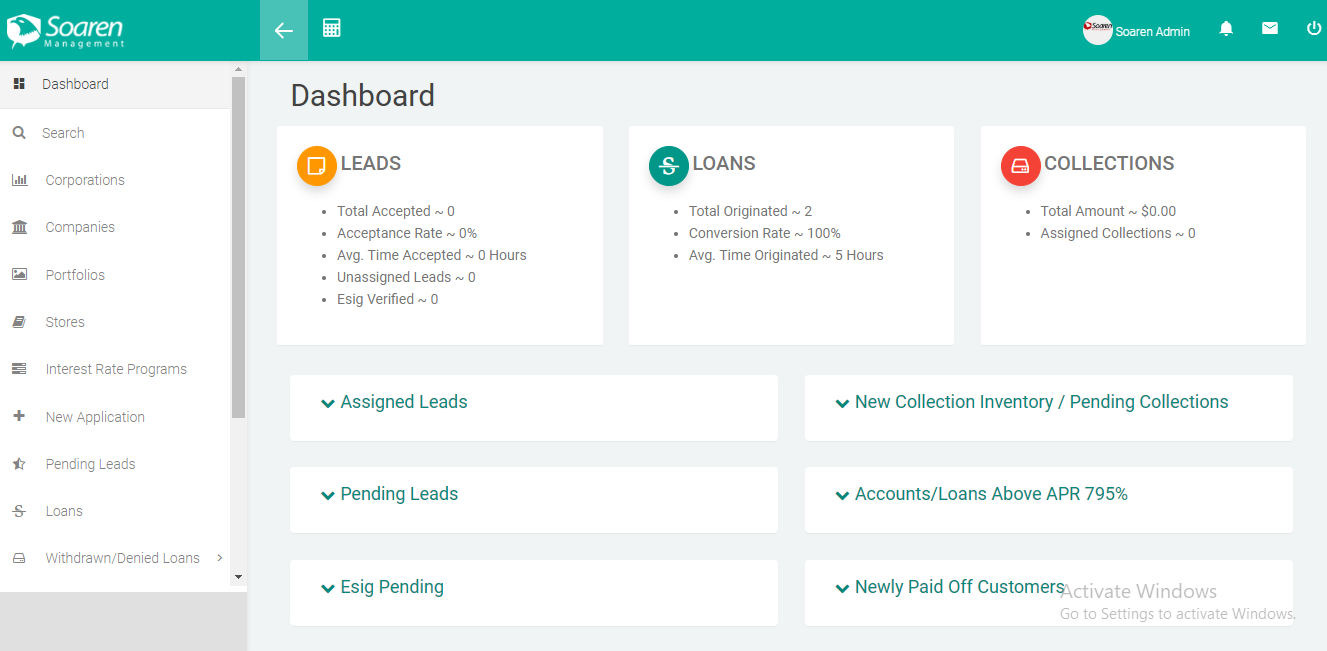 Soaren
Management
Soaren Admin
Dashboard
Search
Corporations
Companies
Portfolios
Stores
Interest Rate Programs
New Application
Pending Leads
Loans
Withdrawn/Denied Loans
Dashboard
LEADS
Total Accepted ~ 0
Acceptance Rate ~ 0%
Avg. Time Accepted ~ 0 Hours
Unassigned Leads ~ 0
Esig Verified ~ 0
LOANS
Total Originated ~ 2
Conversion Rate ~ 100%
Avg. Time Originated ~ 5 Hours
COLLECTIONS
Total Amount ~ $0.00
Assigned Collections ~ 0
Assigned Leads
New Collection Inventory / Pending Collections
Pending Leads
Accounts/Loans Above APR 795%
Esig Pending
Newly Paid Off Customers
Activate Windows
Go to Settings to activate Windows.